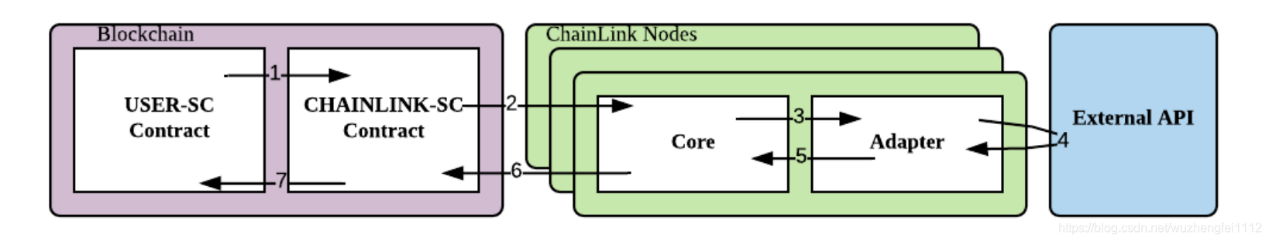 Blockchain
ChainLink Nodes
1
USER-SC
Contract
CHAINLINK-SC
Contract
2
3
Core
Adapter
4
External API
5
6
7
https://blog.csdn.net/wuzhengfei1112